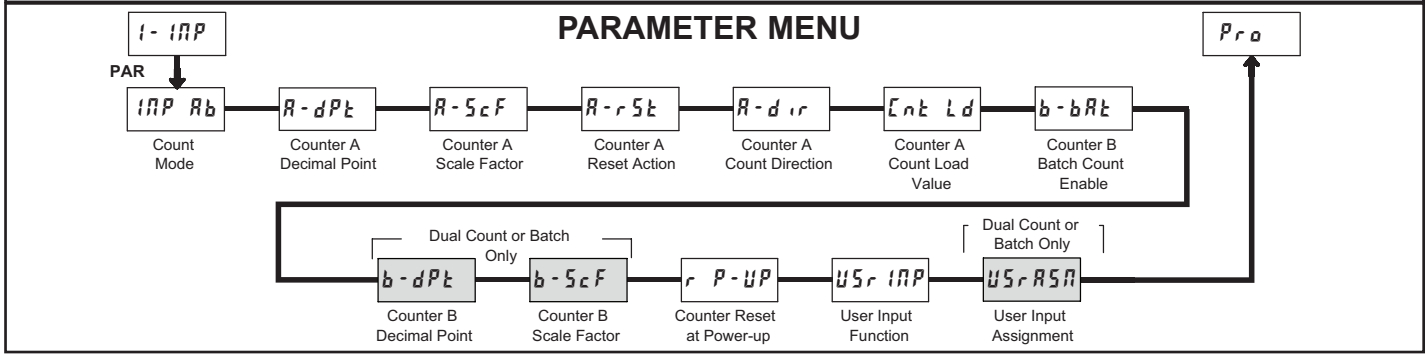 PARAMETER MENU
1-INP
Pro
PAR
INP Ab
A-dPt
A-ScF
A-rSt
A-dir
Cnt Ld
b-bAt
Count
Mode
Counter A
Decimal Point
Counter A
Scale Factor
Counter A
Reset Action
Counter A
Count Direction
Counter A
Count Load
Value
Counter B
Batch Count
Enable
Dual Count or Batch
Only
Dual Count or
Batch Only
b-dPt
b-ScF
r P-UP
USr INP
USrASN
Counter B
Decimal Point
Counter B
Scale Factor
Counter Reset
at Power-up
User Input
Function
User Input
Assignment